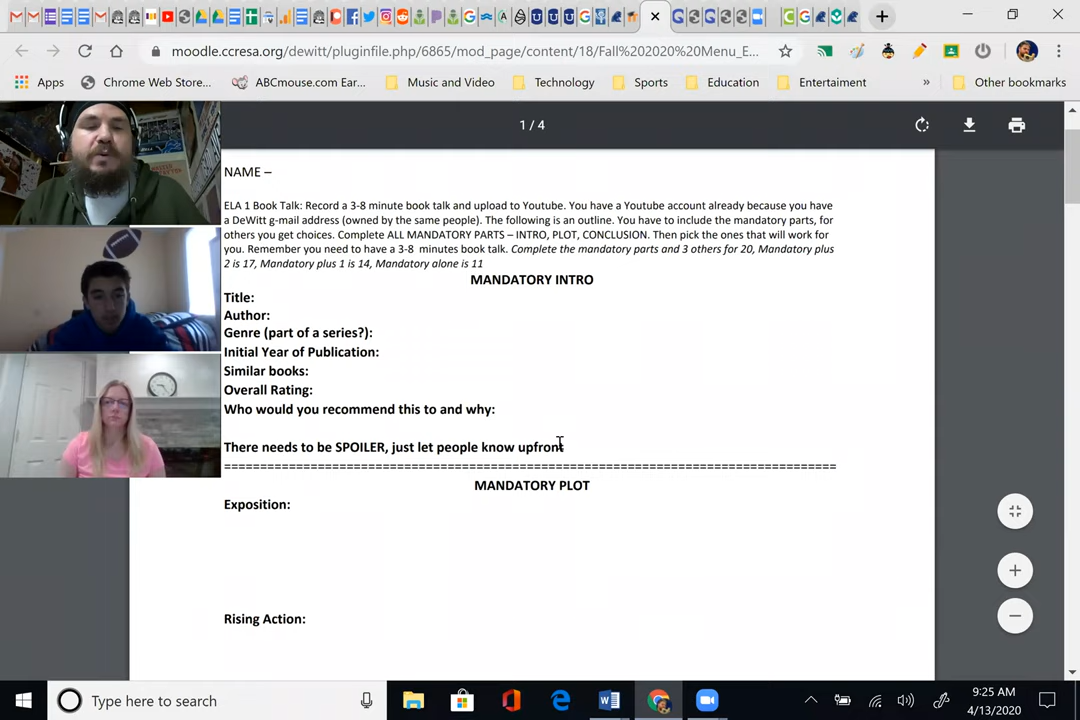 moodle.ccresa.org/dewitt/pluginfile.php/6865/mod_page/content/18/Fall%202020%20Menu_E...
Apps Chrome Web Store... ABCmouse.com Ear... Music and Video Technology Sports Education Entertaiment » Other bookmarks
1 / 4
NAME –
ELA 1 Book Talk: Record a 3-8 minute book talk and upload to Youtube. You have a Youtube account already because you have
a DeWitt g-mail address (owned by the same people). The following is an outline. You have to include the mandatory parts, for
others you get choices. Complete ALL MANDATORY PARTS – INTRO, PLOT, CONCLUSION. Then pick the ones that will work for
you. Remember you need to have a 3-8 minutes book talk. Complete the mandatory parts and 3 others for 20, Mandatory plus
2 is 17, Mandatory plus 1 is 14, Mandatory alone is 11
MANDATORY INTRO
Title:
Author:
Genre (part of a series?):
Initial Year of Publication:
Similar books:
Overall Rating:
Who would you recommend this to and why:
There needs to be SPOILER, just let people know upfront
================================================================================
MANDATORY PLOT
Exposition:
Rising Action:
Type here to search
9:25 AM
4/13/2020